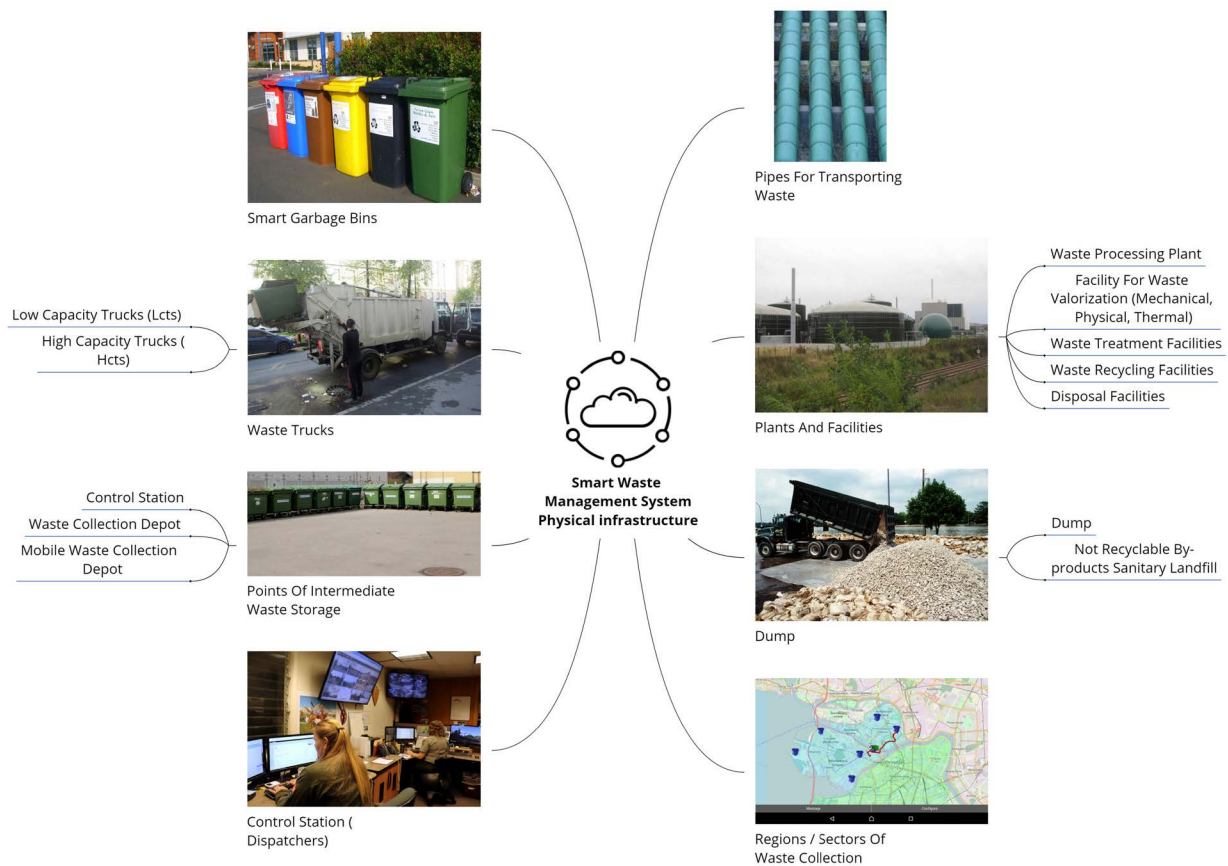 Smart Garbage Bins
Low Capacity Trucks (Lcts)
High Capacity Trucks (
Hcts)
Waste Trucks
Control Station
Waste Collection Depot
Mobile Waste Collection
Depot
Points Of Intermediate
Waste Storage
Control Station (
Dispatchers)
Smart Waste
Management System
Physical infrastructure
Pipes For Transporting
Waste
Waste Processing Plant
Facility For Waste
Valorization (Mechanical,
Physical, Thermal)
Waste Treatment Facilities
Waste Recycling Facilities
Disposal Facilities
Plants And Facilities
Dump
Not Recyclable By-
products Sanitary Landfill
Dump
Message
Configure
Regions / Sectors Of
Waste Collection